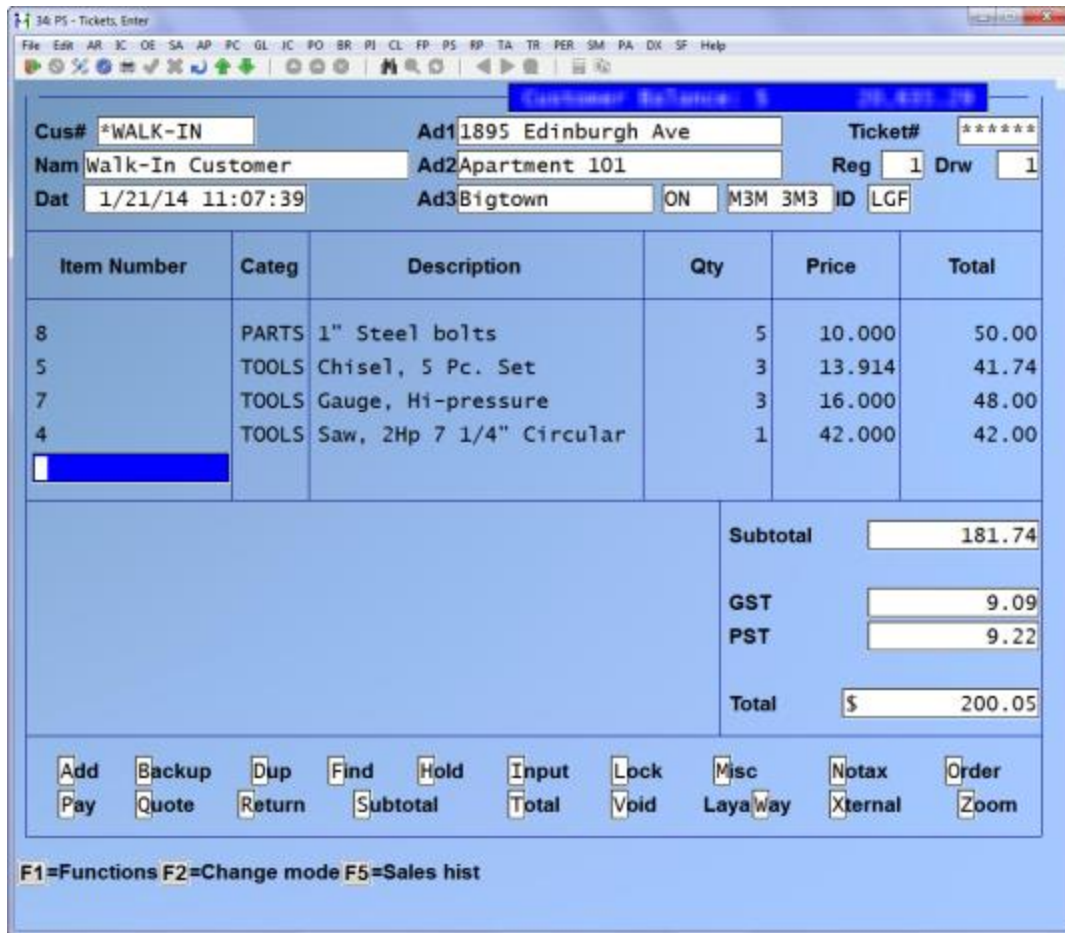 34: PS - Tickets, Enter
File Edit AR IC OE SA AP PC GL JC PO BR PI CL FP PS RP TA TR PER SM PA DX SF Help
Customer Balance: $
Cus# *WALK-IN Ad1 1895 Edinburgh Ave Ticket# ******
Nam Walk-In Customer Ad2 Apartment 101 Reg 1 Drw 1
Dat 1/21/14 11:07:39 Ad3 Bigtown ON M3M 3M3 ID LGF
Item Number Categ Description Qty Price Total
8 PARTS 1" Steel bolts 5 10.000 50.00
5 TOOLS Chisel, 5 Pc. Set 3 13.914 41.74
7 TOOLS Gauge, Hi-pressure 3 16.000 48.00
4 TOOLS Saw, 2Hp 7 1/4" Circular 1 42.000 42.00
Subtotal 181.74
GST 9.09
PST 9.22
Total $ 200.05
Add Backup Dup Find Hold Input Lock Misc Notax Order
Pay Quote Return Subtotal Total Void LayaWay Xternal Zoom
F1=Functions F2=Change mode F5=Sales hist